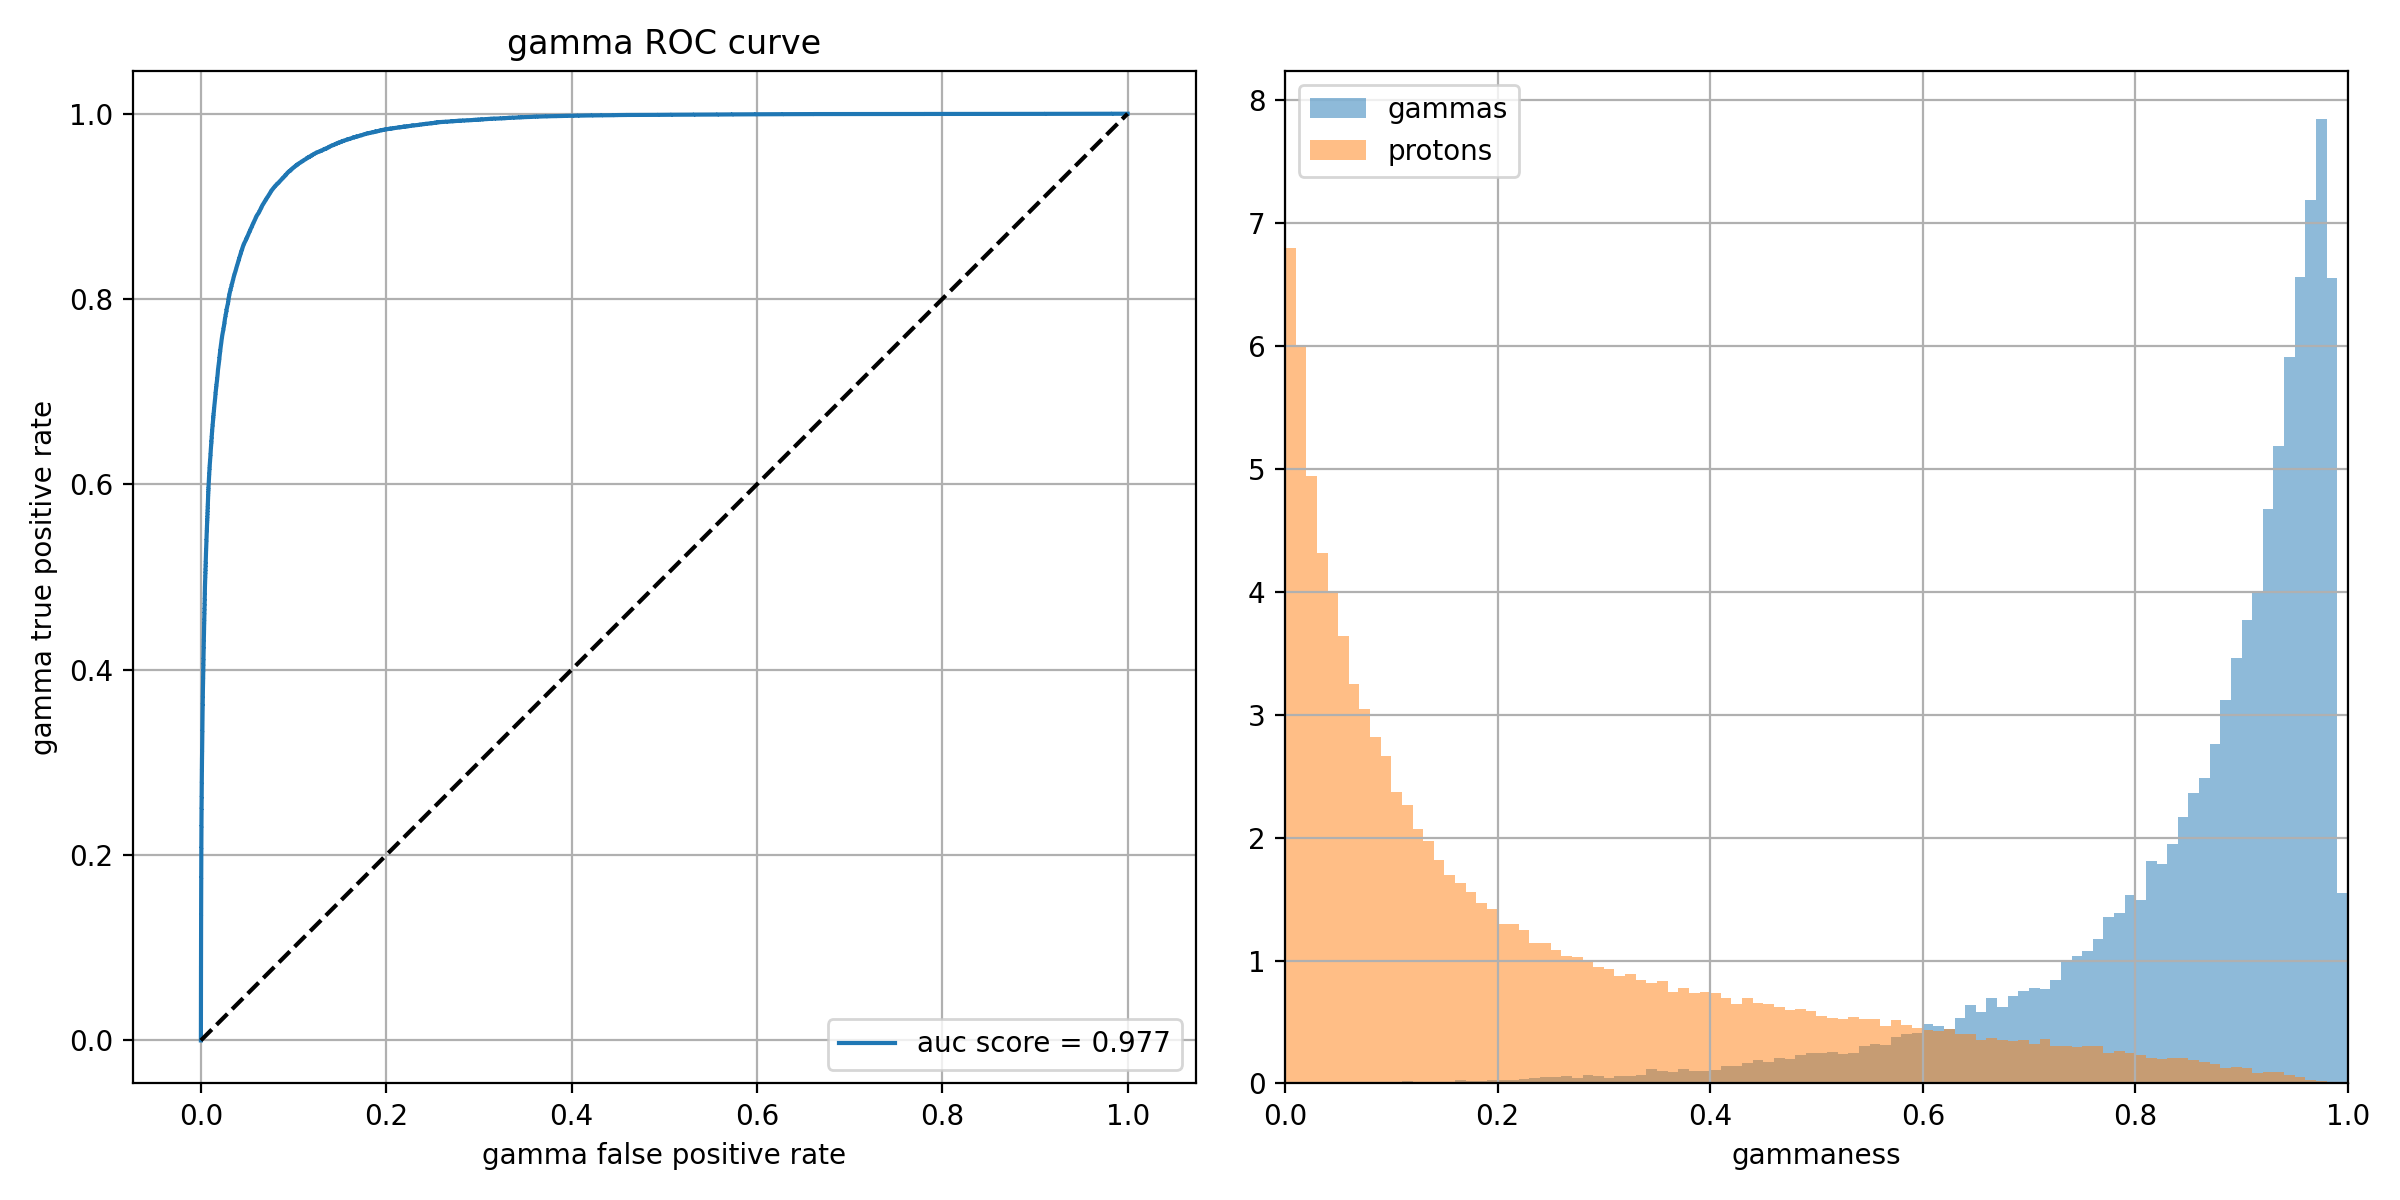 gamma ROC curve
gamma true positive rate
1.0
0.8
0.6
0.4
0.2
0.0
auc score = 0.977
0.0 0.2 0.4 0.6 0.8 1.0
gamma false positive rate
gammas
protons
8
7
6
5
4
3
2
1
0
0.0 0.2 0.4 0.6 0.8 1.0
gammaness